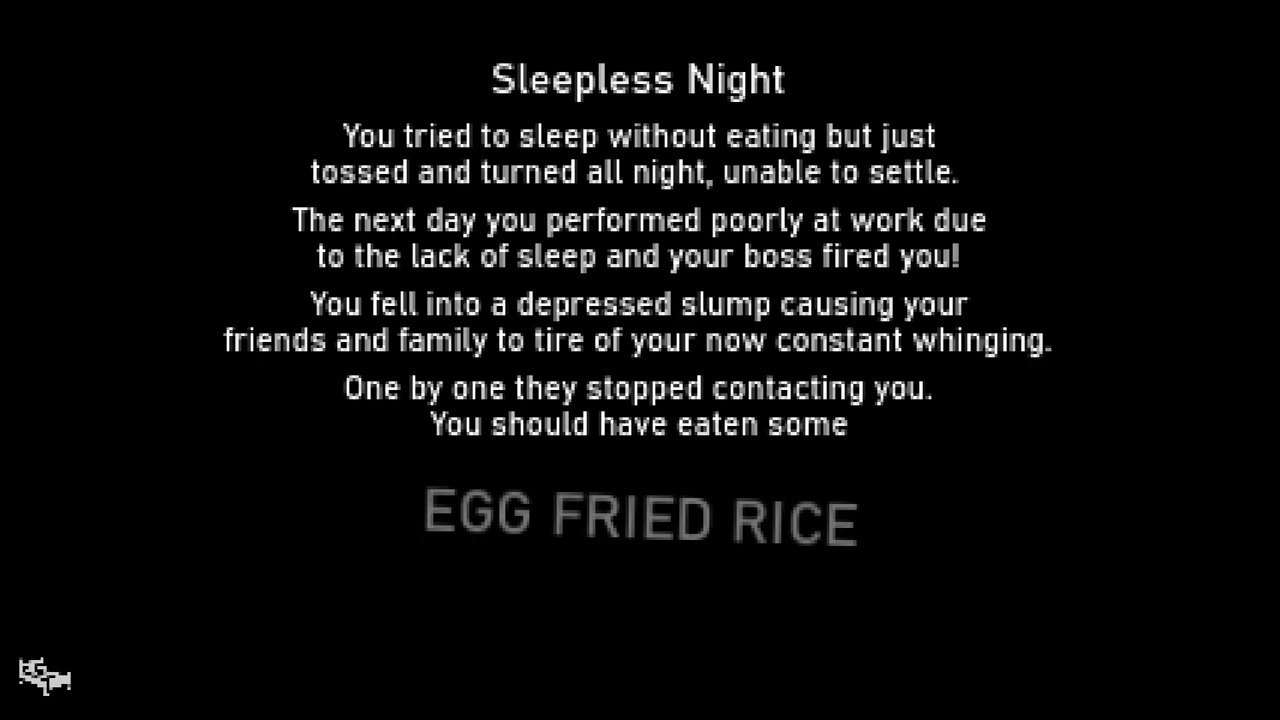 Sleepless Night
You tried to sleep without eating but just
tossed and turned all night, unable to settle.
The next day you performed poorly at work due
to the lack of sleep and your boss fired you!
You fell into a depressed slump causing your
friends and family to tire of your now constant whinging.
One by one they stopped contacting you.
You should have eaten some
EGG FRIED RICE